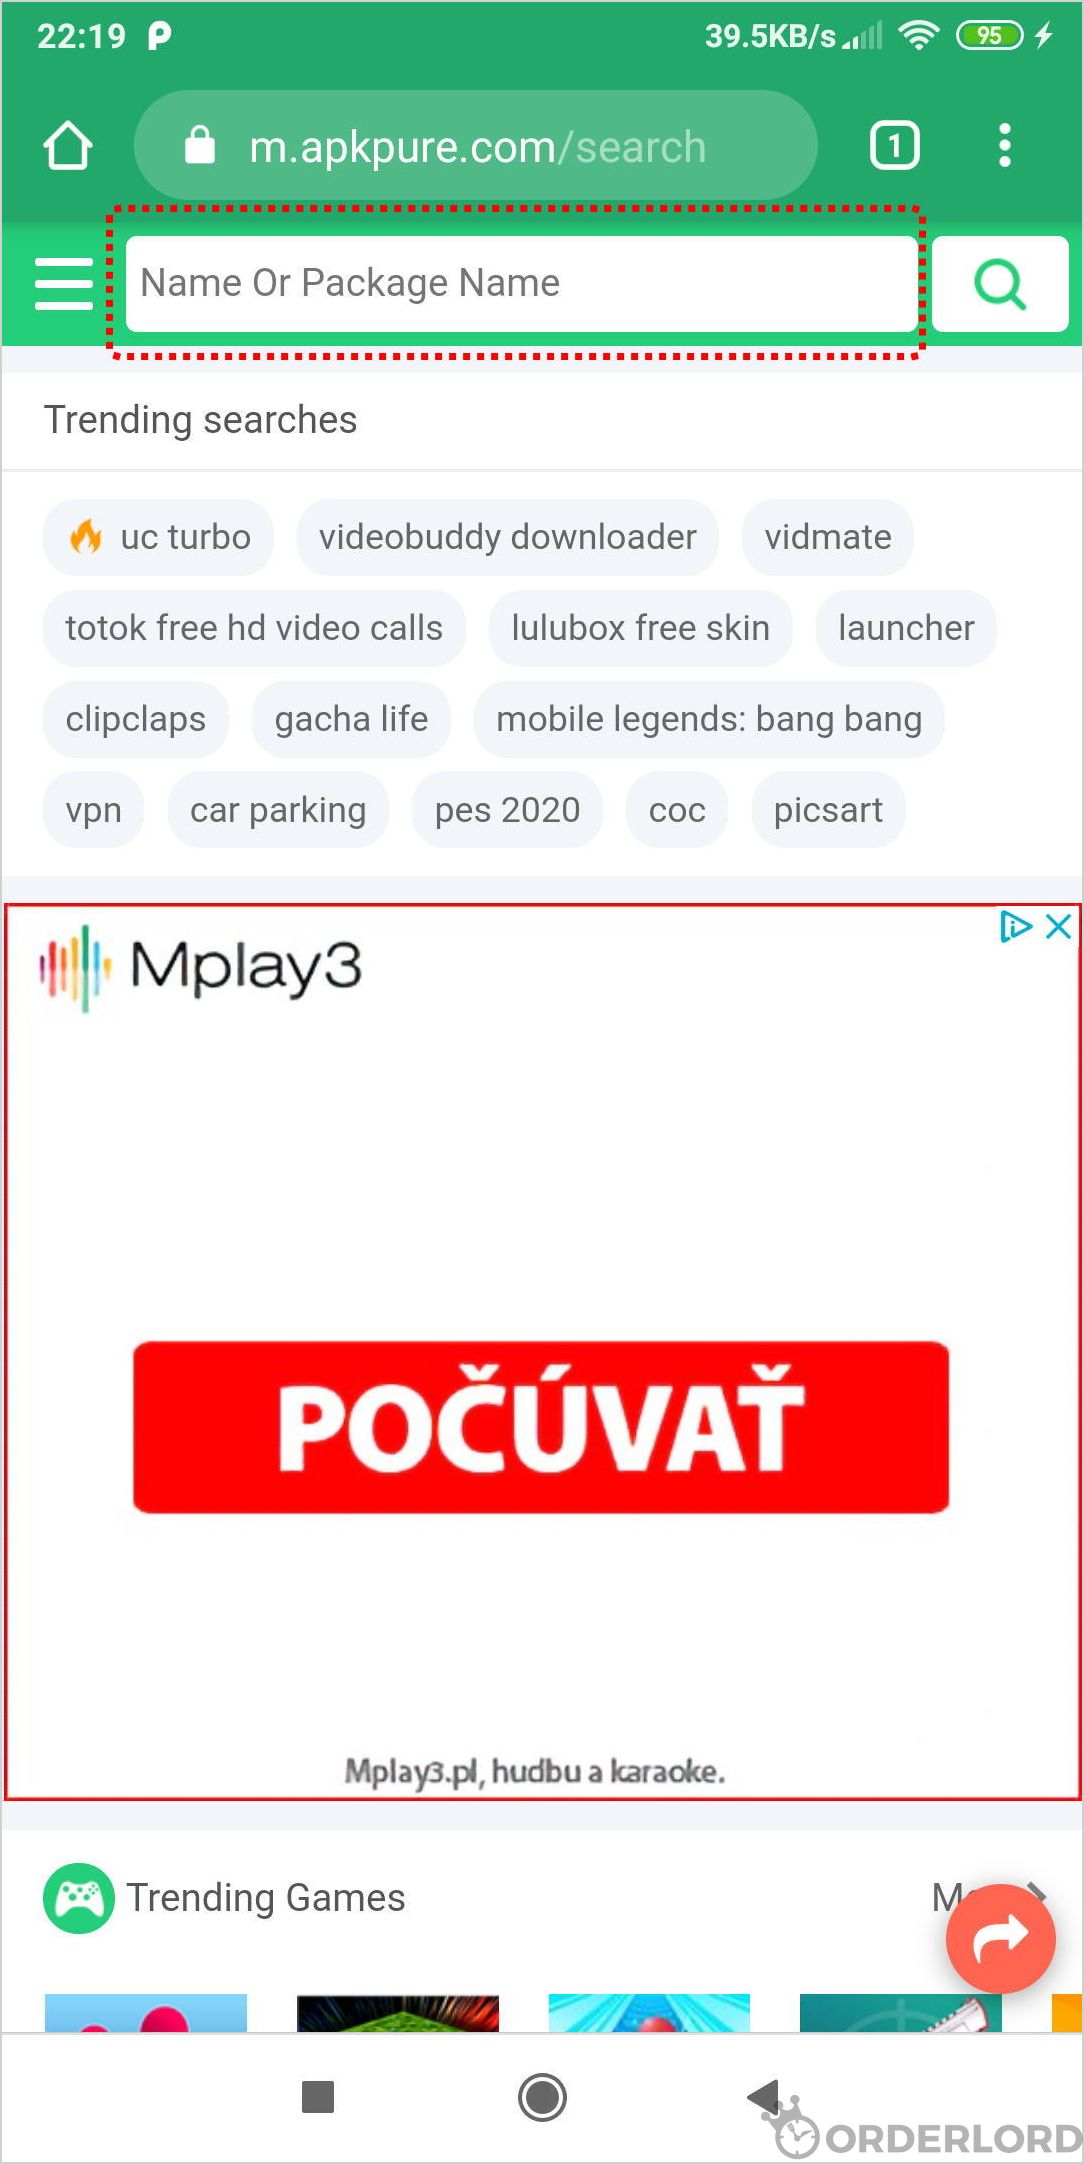 22:19
39.5KB/s
95
m.apkpure.com/search
1
Name Or Package Name
Trending searches
uc turbo videobuddy downloader vidmate
totok free hd video calls lulubox free skin launcher
clipclaps gacha life mobile legends: bang bang
vpn car parking pes 2020 coc picsart
Mplay3
POČÚVAŤ
Mplay3.pl, hudbu a karaoke.
Trending Games
ORDERLORD